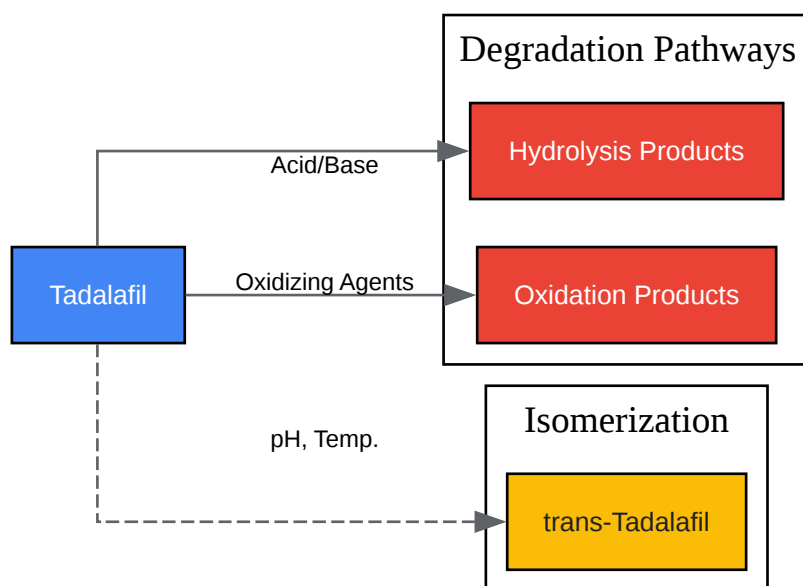 Degradation Pathways
Hydrolysis Products
Acid/Base
Tadalafil
Oxidizing Agents
Oxidation Products
Isomerization
pH, Temp.
trans-Tadalafil